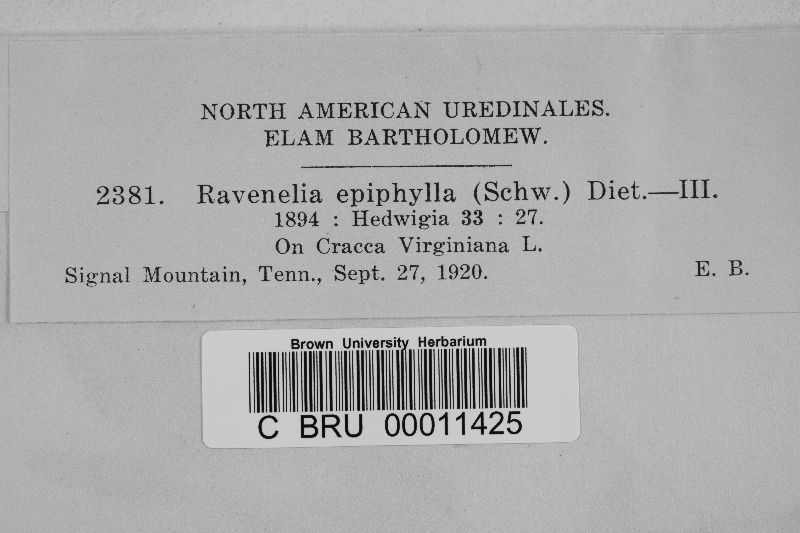 NORTH AMERICAN UREDINALES.
ELAM BARTHOLOMEW.
2381. Ravenelia epiphylla (Schw.) Diet.—III.
1894 : Hedwigia 33 : 27.
On Cracca Virginiana L.
Signal Mountain, Tenn., Sept. 27, 1920. E. B.
Brown University Herbarium
C BRU 00011425